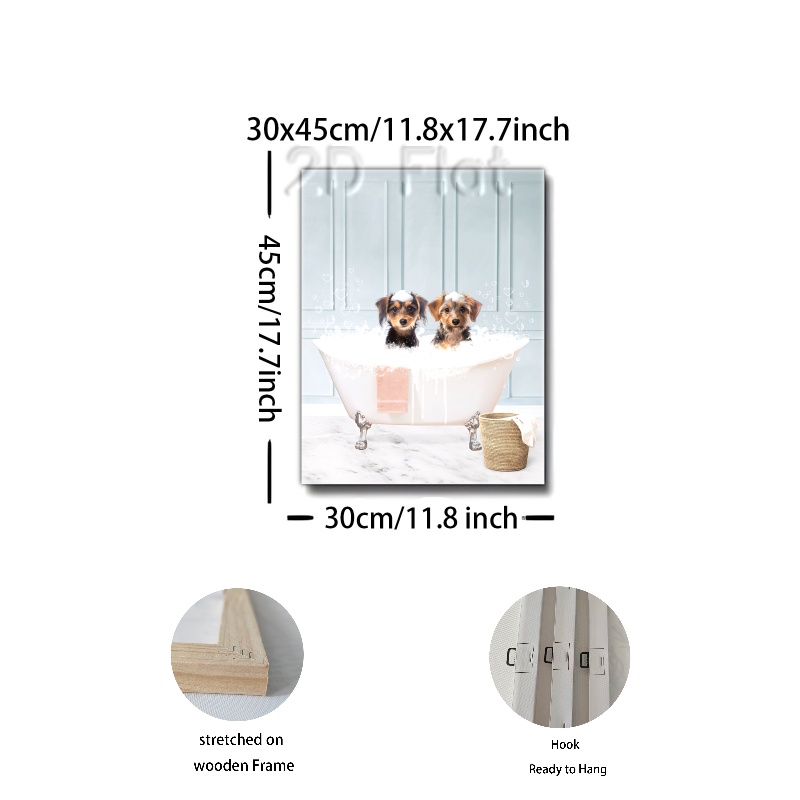 30x45cm/11.8x17.7inch
2D Flat
45cm/17.7inch
30cm/11.8 inch
stretched on
wooden Frame
Hook
Ready to Hang